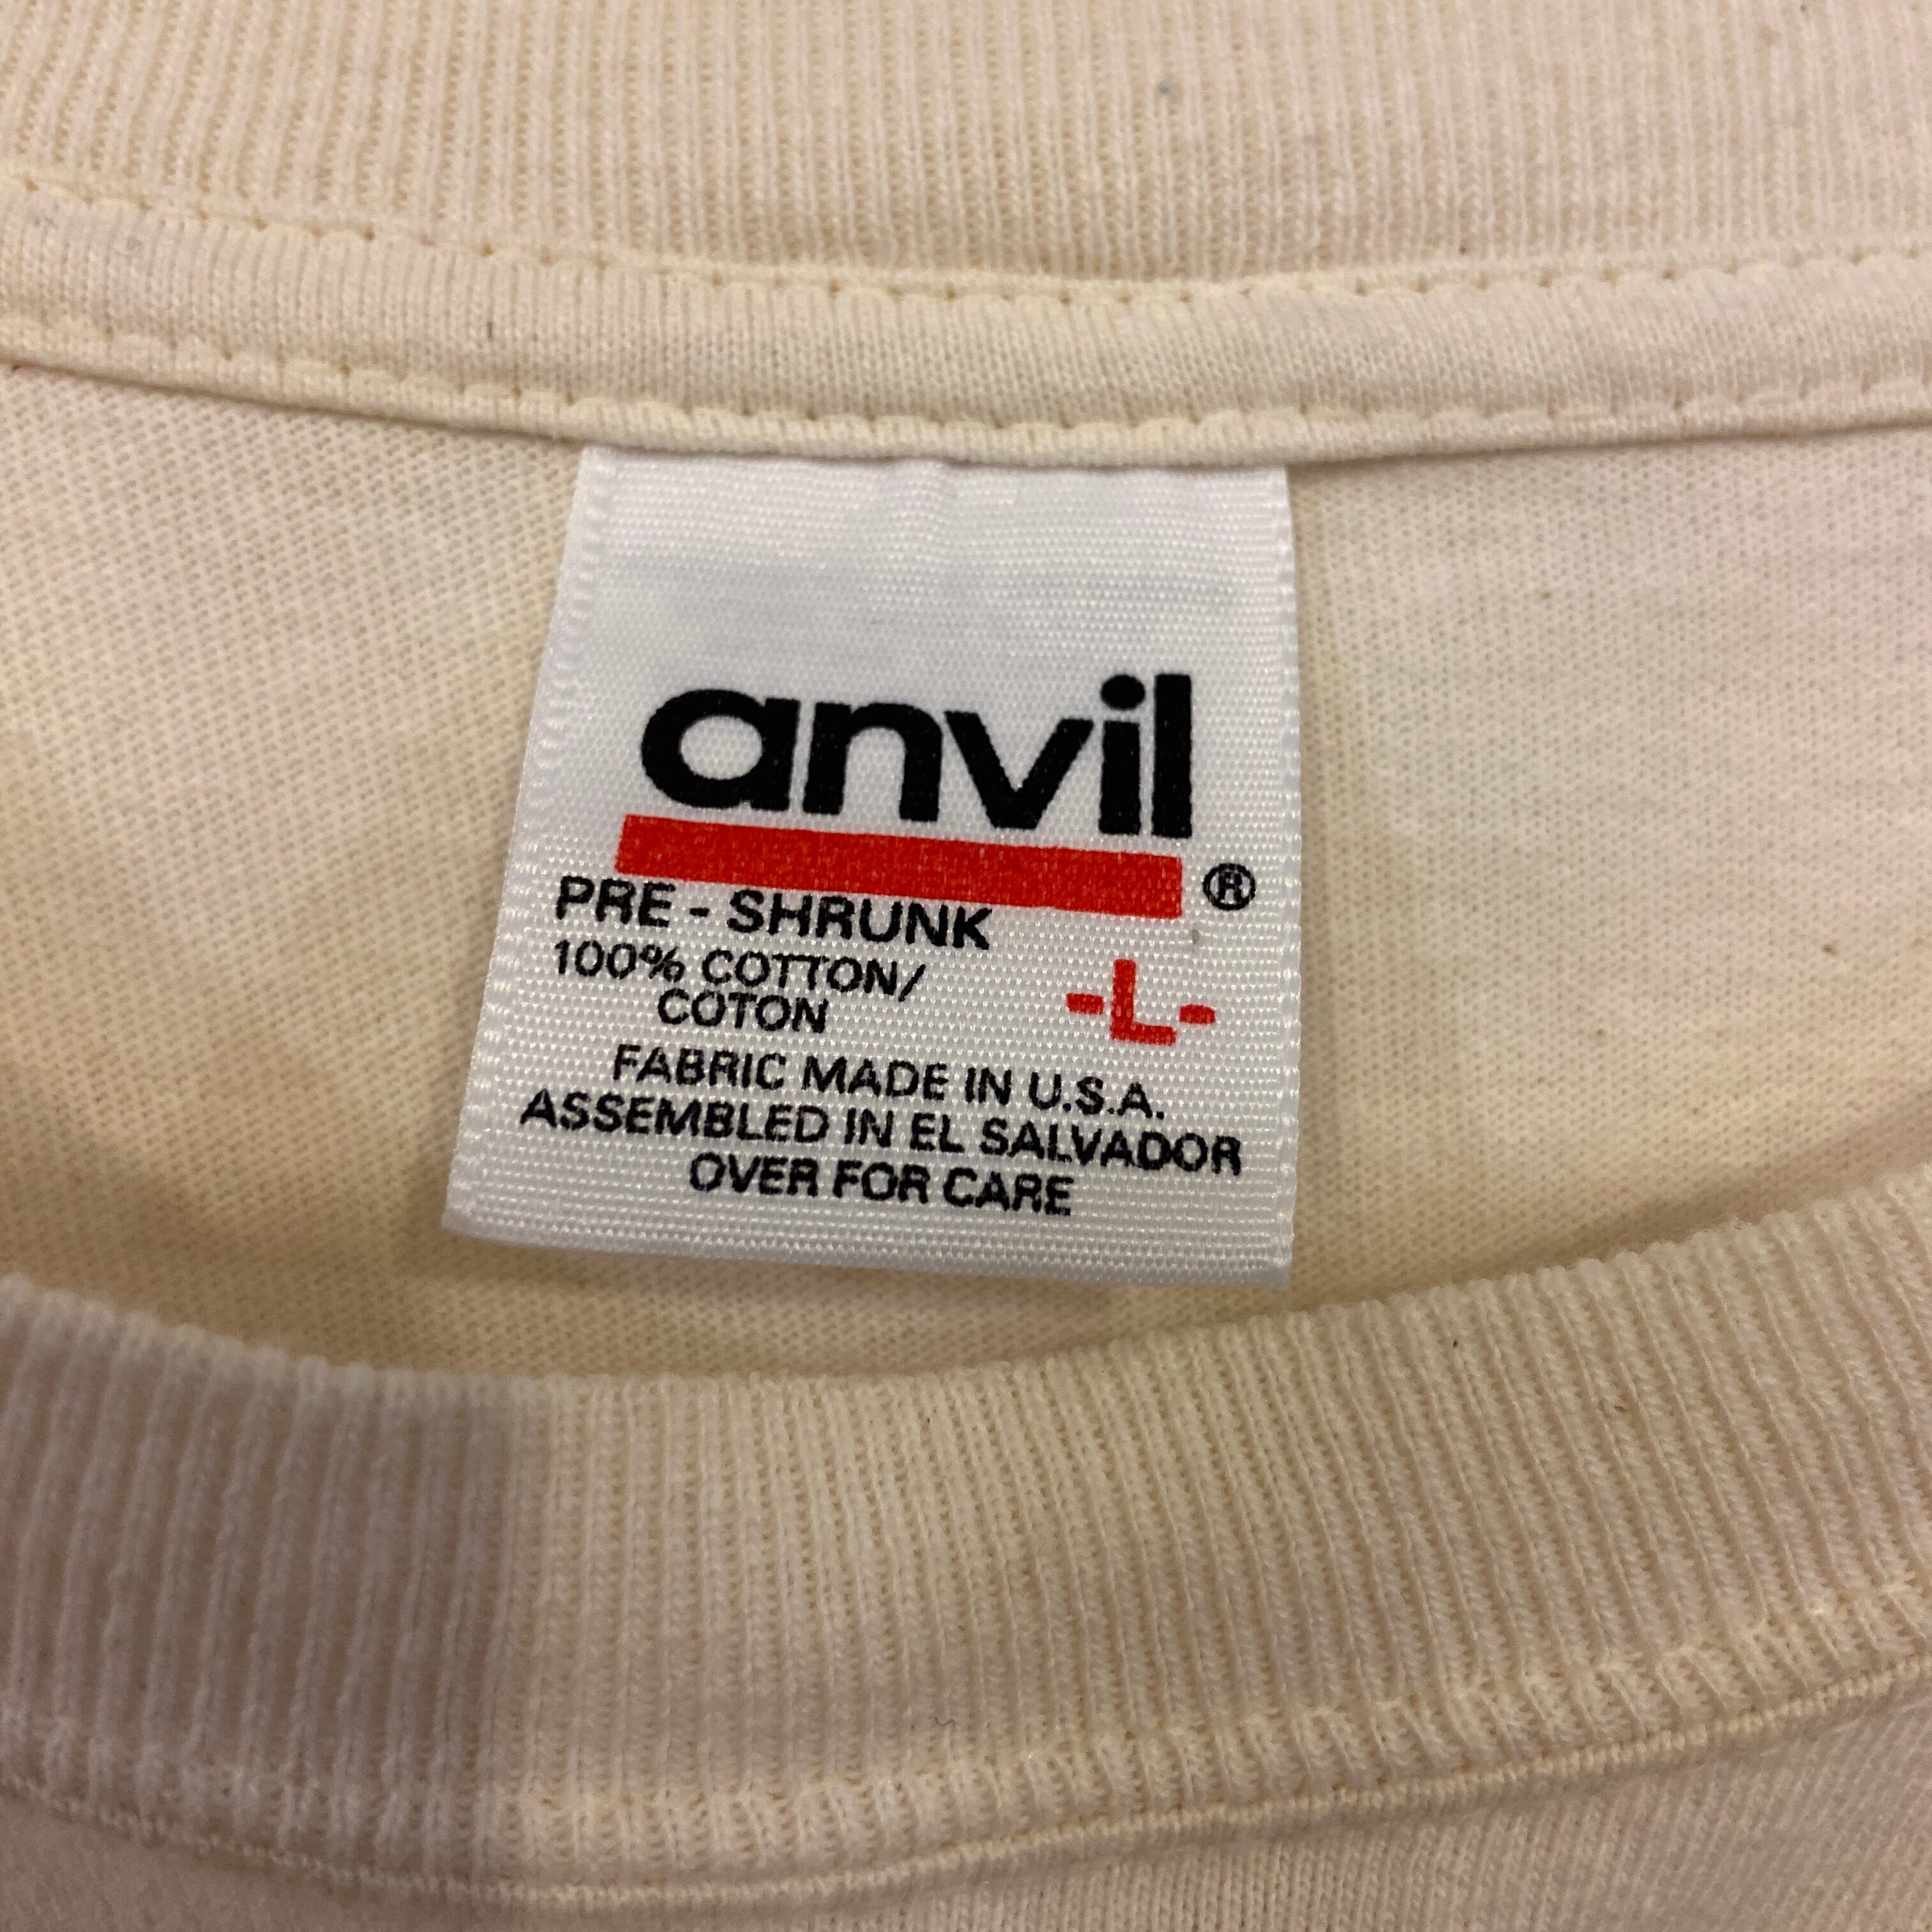 anvil
®
PRE - SHRUNK
100% COTTON/
COTON
-L-
FABRIC MADE IN U.S.A.
ASSEMBLED IN EL SALVADOR
OVER FOR CARE